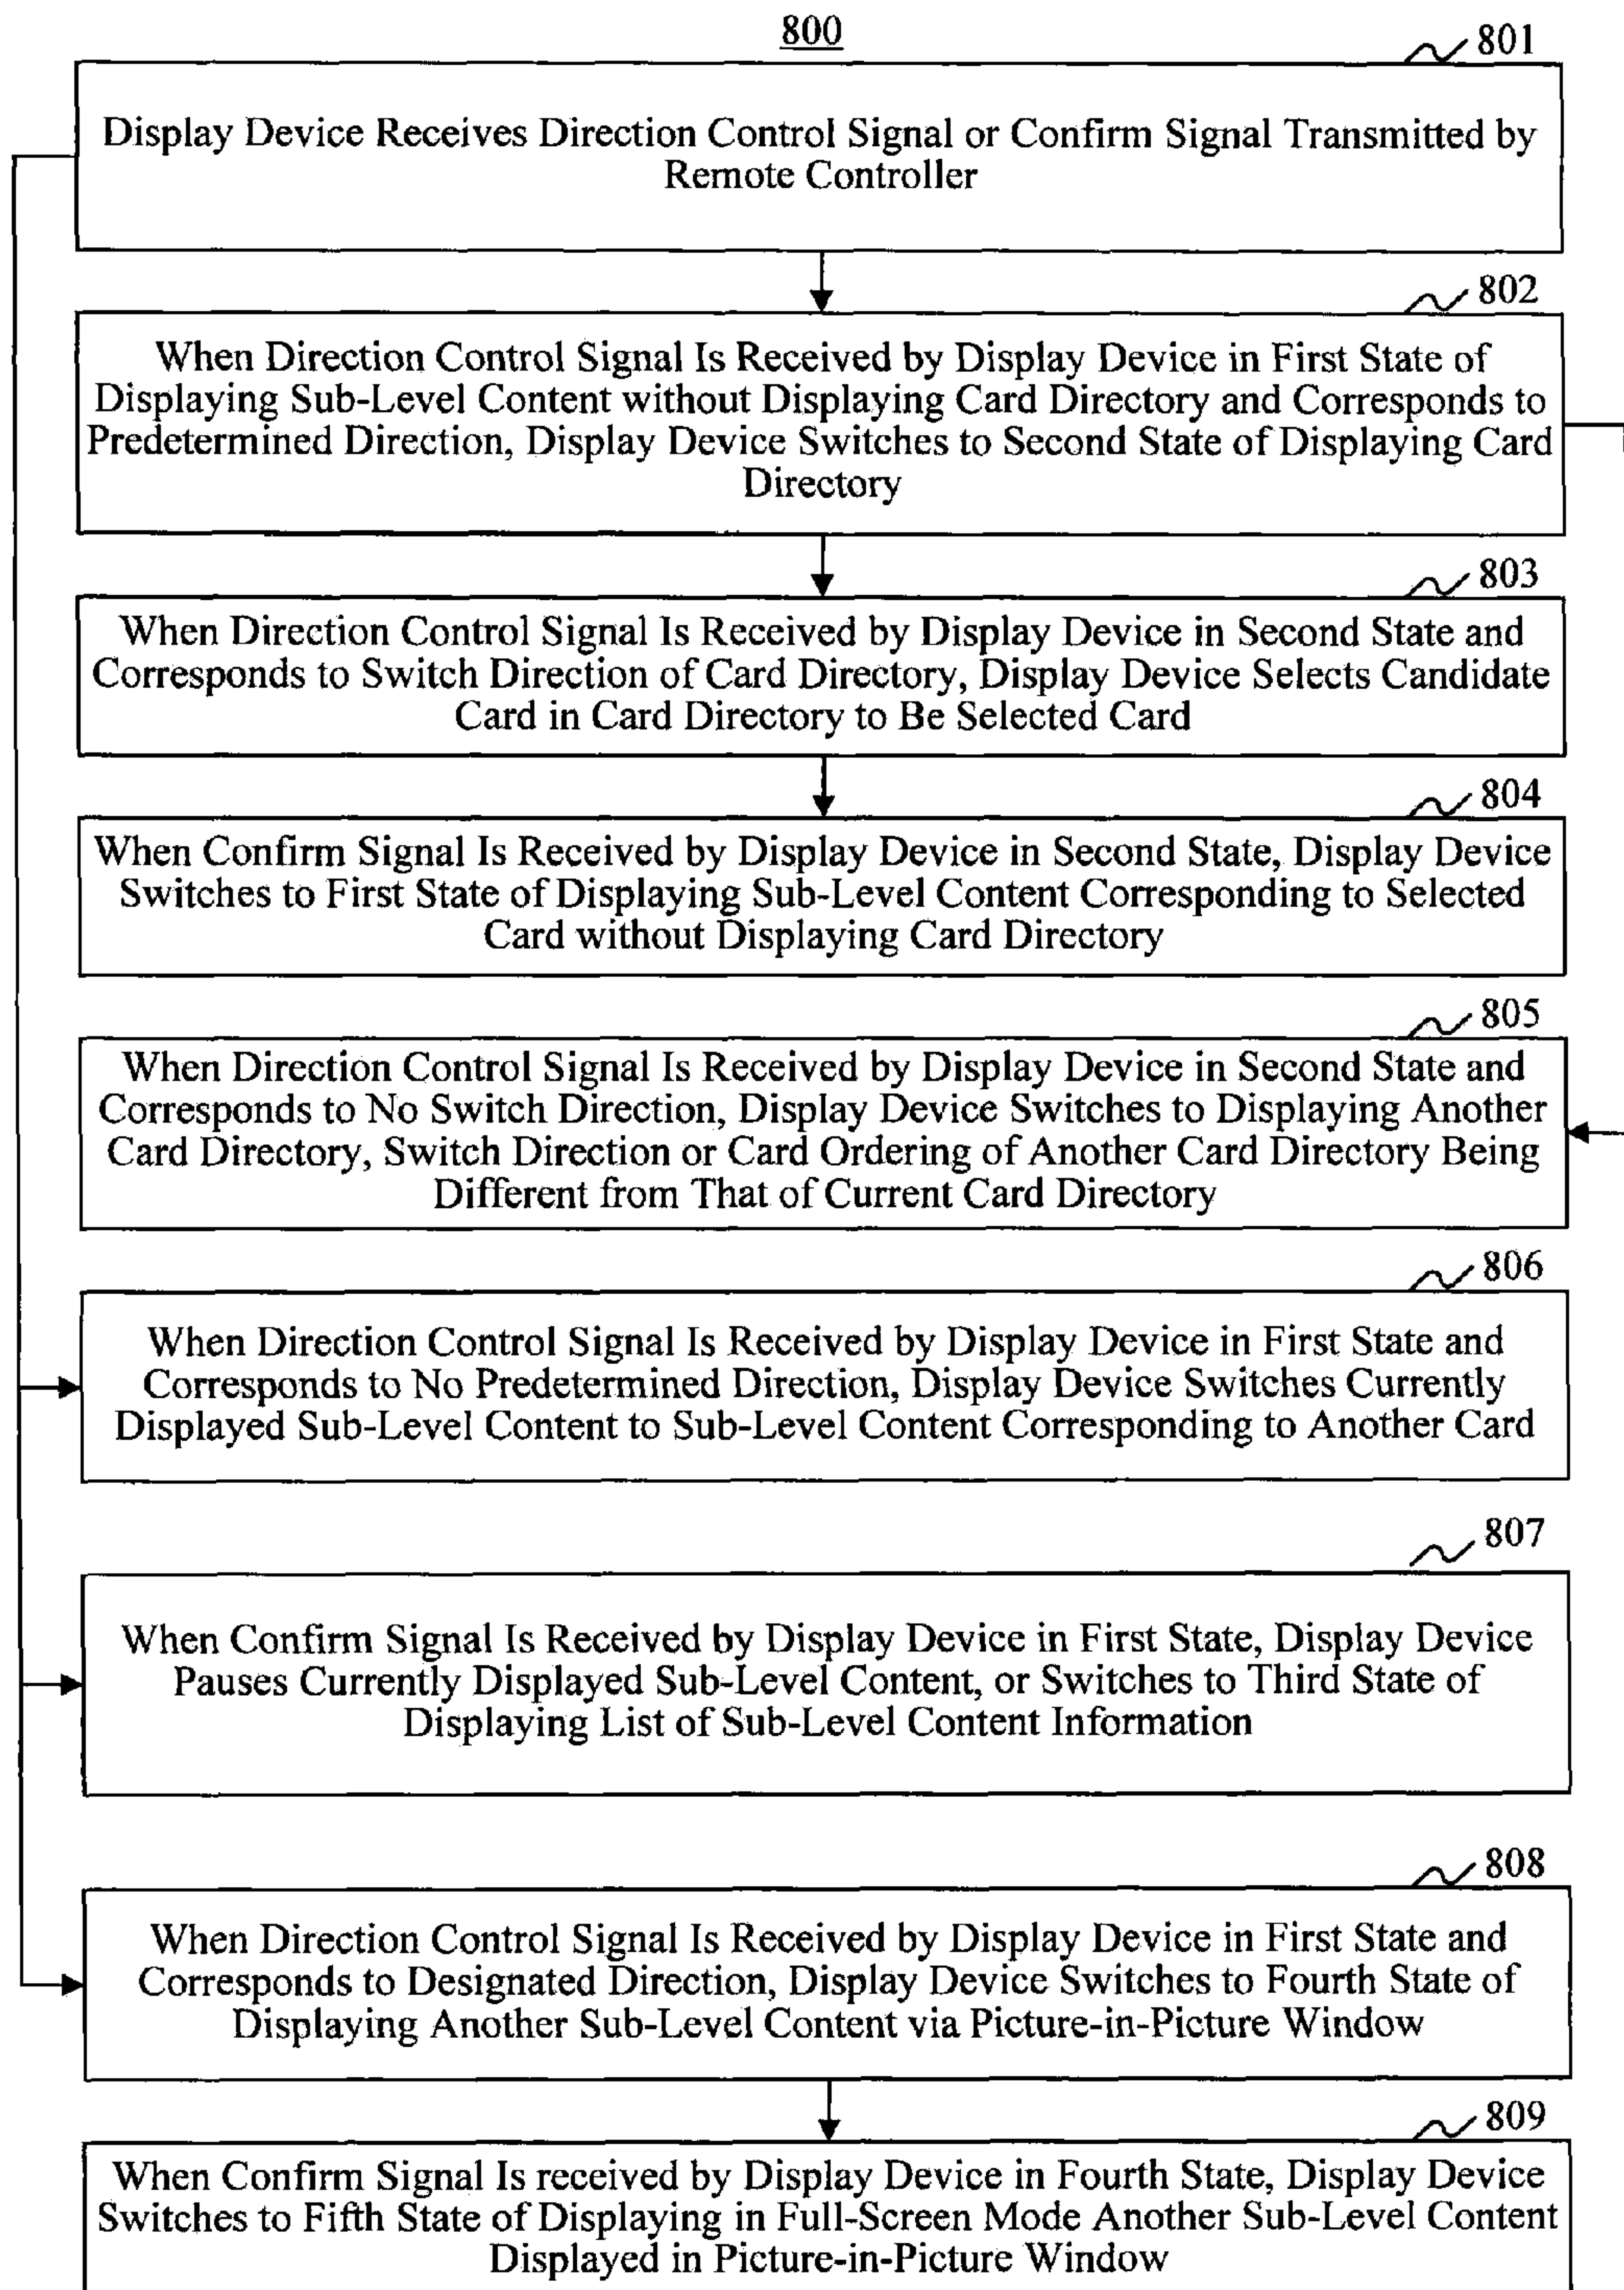 800
801
Display Device Receives Direction Control Signal or Confirm Signal Transmitted by
Remote Controller
802
When Direction Control Signal Is Received by Display Device in First State of
Displaying Sub-Level Content without Displaying Card Directory and Corresponds to
Predetermined Direction, Display Device Switches to Second State of Displaying Card
Directory
803
When Direction Control Signal Is Received by Display Device in Second State and
Corresponds to Switch Direction of Card Directory, Display Device Selects Candidate
Card in Card Directory to Be Selected Card
804
When Confirm Signal Is Received by Display Device in Second State, Display Device
Switches to First State of Displaying Sub-Level Content Corresponding to Selected
Card without Displaying Card Directory
805
When Direction Control Signal Is Received by Display Device in Second State and
Corresponds to No Switch Direction, Display Device Switches to Displaying Another
Card Directory, Switch Direction or Card Ordering of Another Card Directory Being
Different from That of Current Card Directory
806
When Direction Control Signal Is Received by Display Device in First State and
Corresponds to No Predetermined Direction, Display Device Switches Currently
Displayed Sub-Level Content to Sub-Level Content Corresponding to Another Card
807
When Confirm Signal Is Received by Display Device in First State, Display Device
Pauses Currently Displayed Sub-Level Content, or Switches to Third State of
Displaying List of Sub-Level Content Information
808
When Direction Control Signal Is Received by Display Device in First State and
Corresponds to Designated Direction, Display Device Switches to Fourth State of
Displaying Another Sub-Level Content via Picture-in-Picture Window
809
When Confirm Signal Is received by Display Device in Fourth State, Display Device
Switches to Fifth State of Displaying in Full-Screen Mode Another Sub-Level Content
Displayed in Picture-in-Picture Window